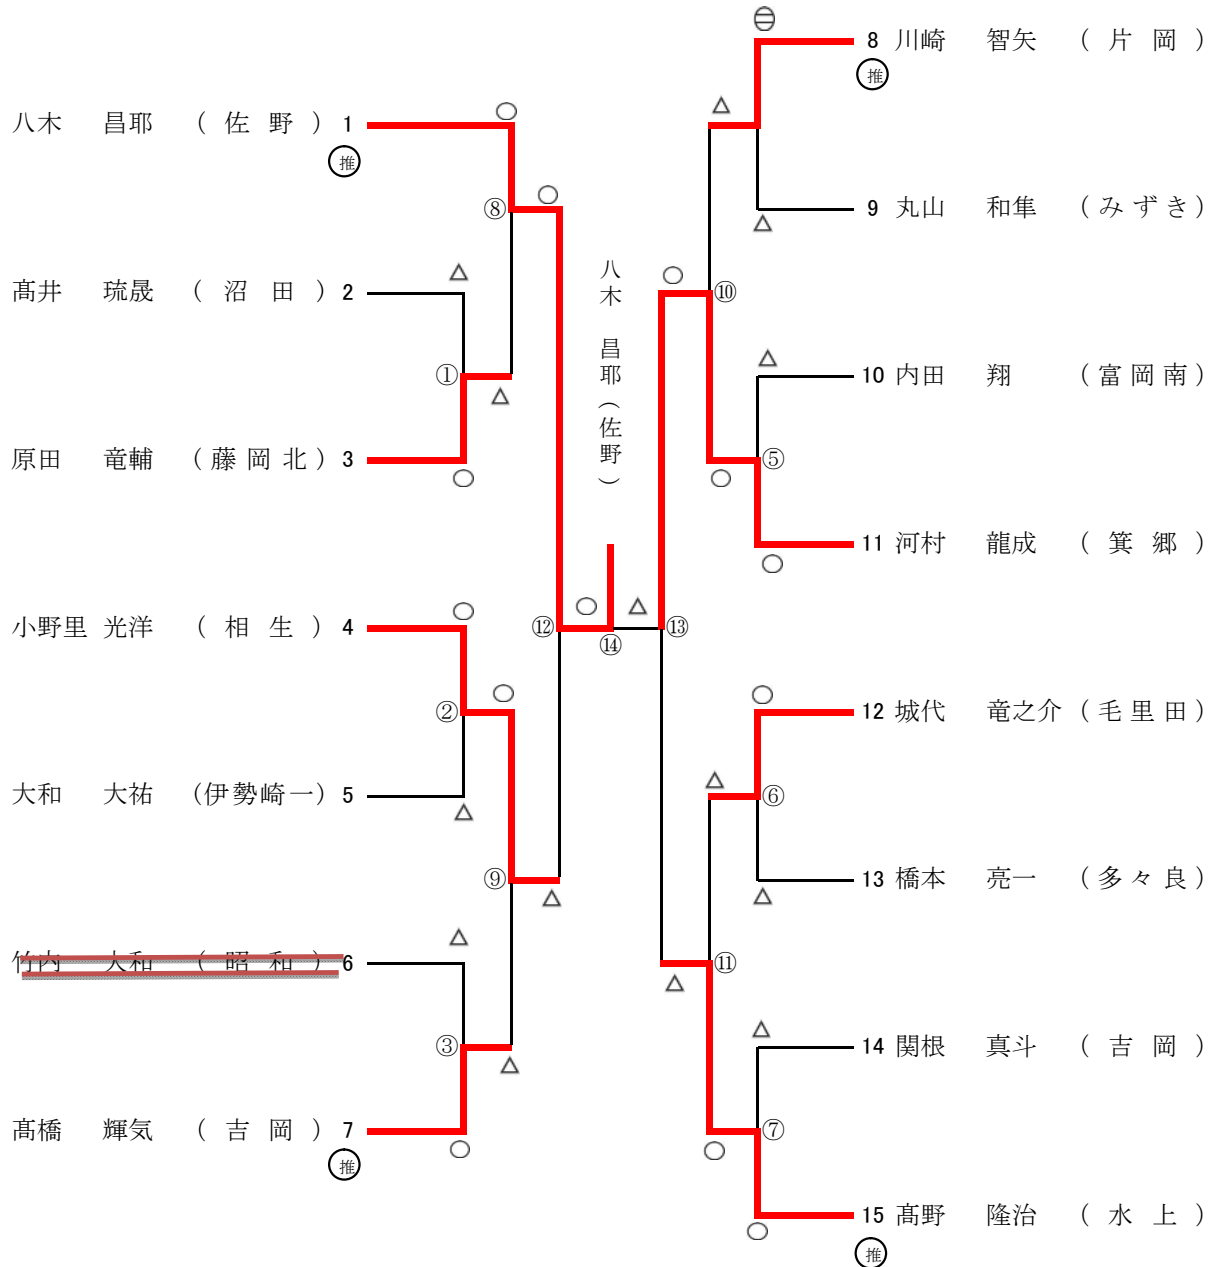 八木 昌耶 ( 佐 野 ) 1
推
髙井 琉晟 ( 沼 田 ) 2
原田 竜輔 ( 藤 岡 北 ) 3
小野里 光洋 ( 相 生 ) 4
大和 大祐 (伊勢崎一) 5
竹内 大和 ( 昭 和 ) 6
髙橋 輝気 ( 吉 岡 ) 7
推
⑧
①
②
⑨
③
⑫
八木 昌耶(佐野)
⑭
⑬
⑩
⑤
⑥
⑪
⑦
8 川崎 智矢 ( 片 岡 )
推
9 丸山 和隼 (み ず き)
10 内田 翔 (富 岡 南)
11 河村 龍成 ( 箕 郷 )
12 城代 竜之介 ( 毛 里 田 )
13 橋本 亮一 (多 々 良)
14 関根 真斗 ( 吉 岡 )
15 髙野 隆治 ( 水 上 )
推